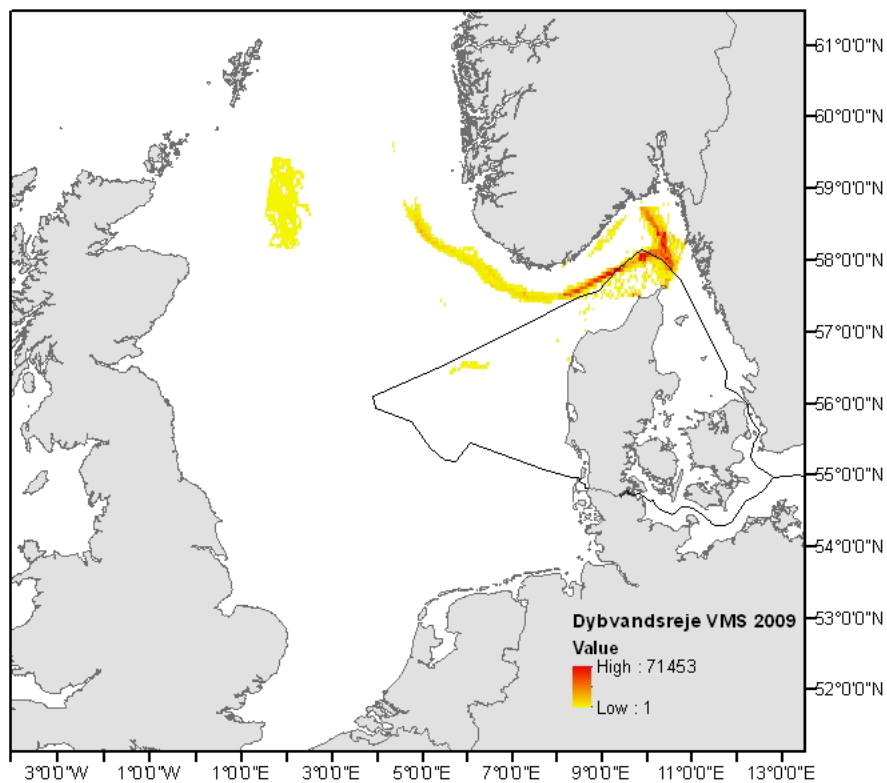 61°0'0"N
60°0'0"N
59°0'0"N
58°0'0"N
57°0'0"N
56°0'0"N
55°0'0"N
54°0'0"N
53°0'0"N
52°0'0"N
Dybvandsreje VMS 2009
Value
High : 71453
Low : 1
3°0'0"W 1°0'0"W 1°0'0"E 3°0'0"E 5°0'0"E 7°0'0"E 9°0'0"E 11°0'0"E 13°0'0"E